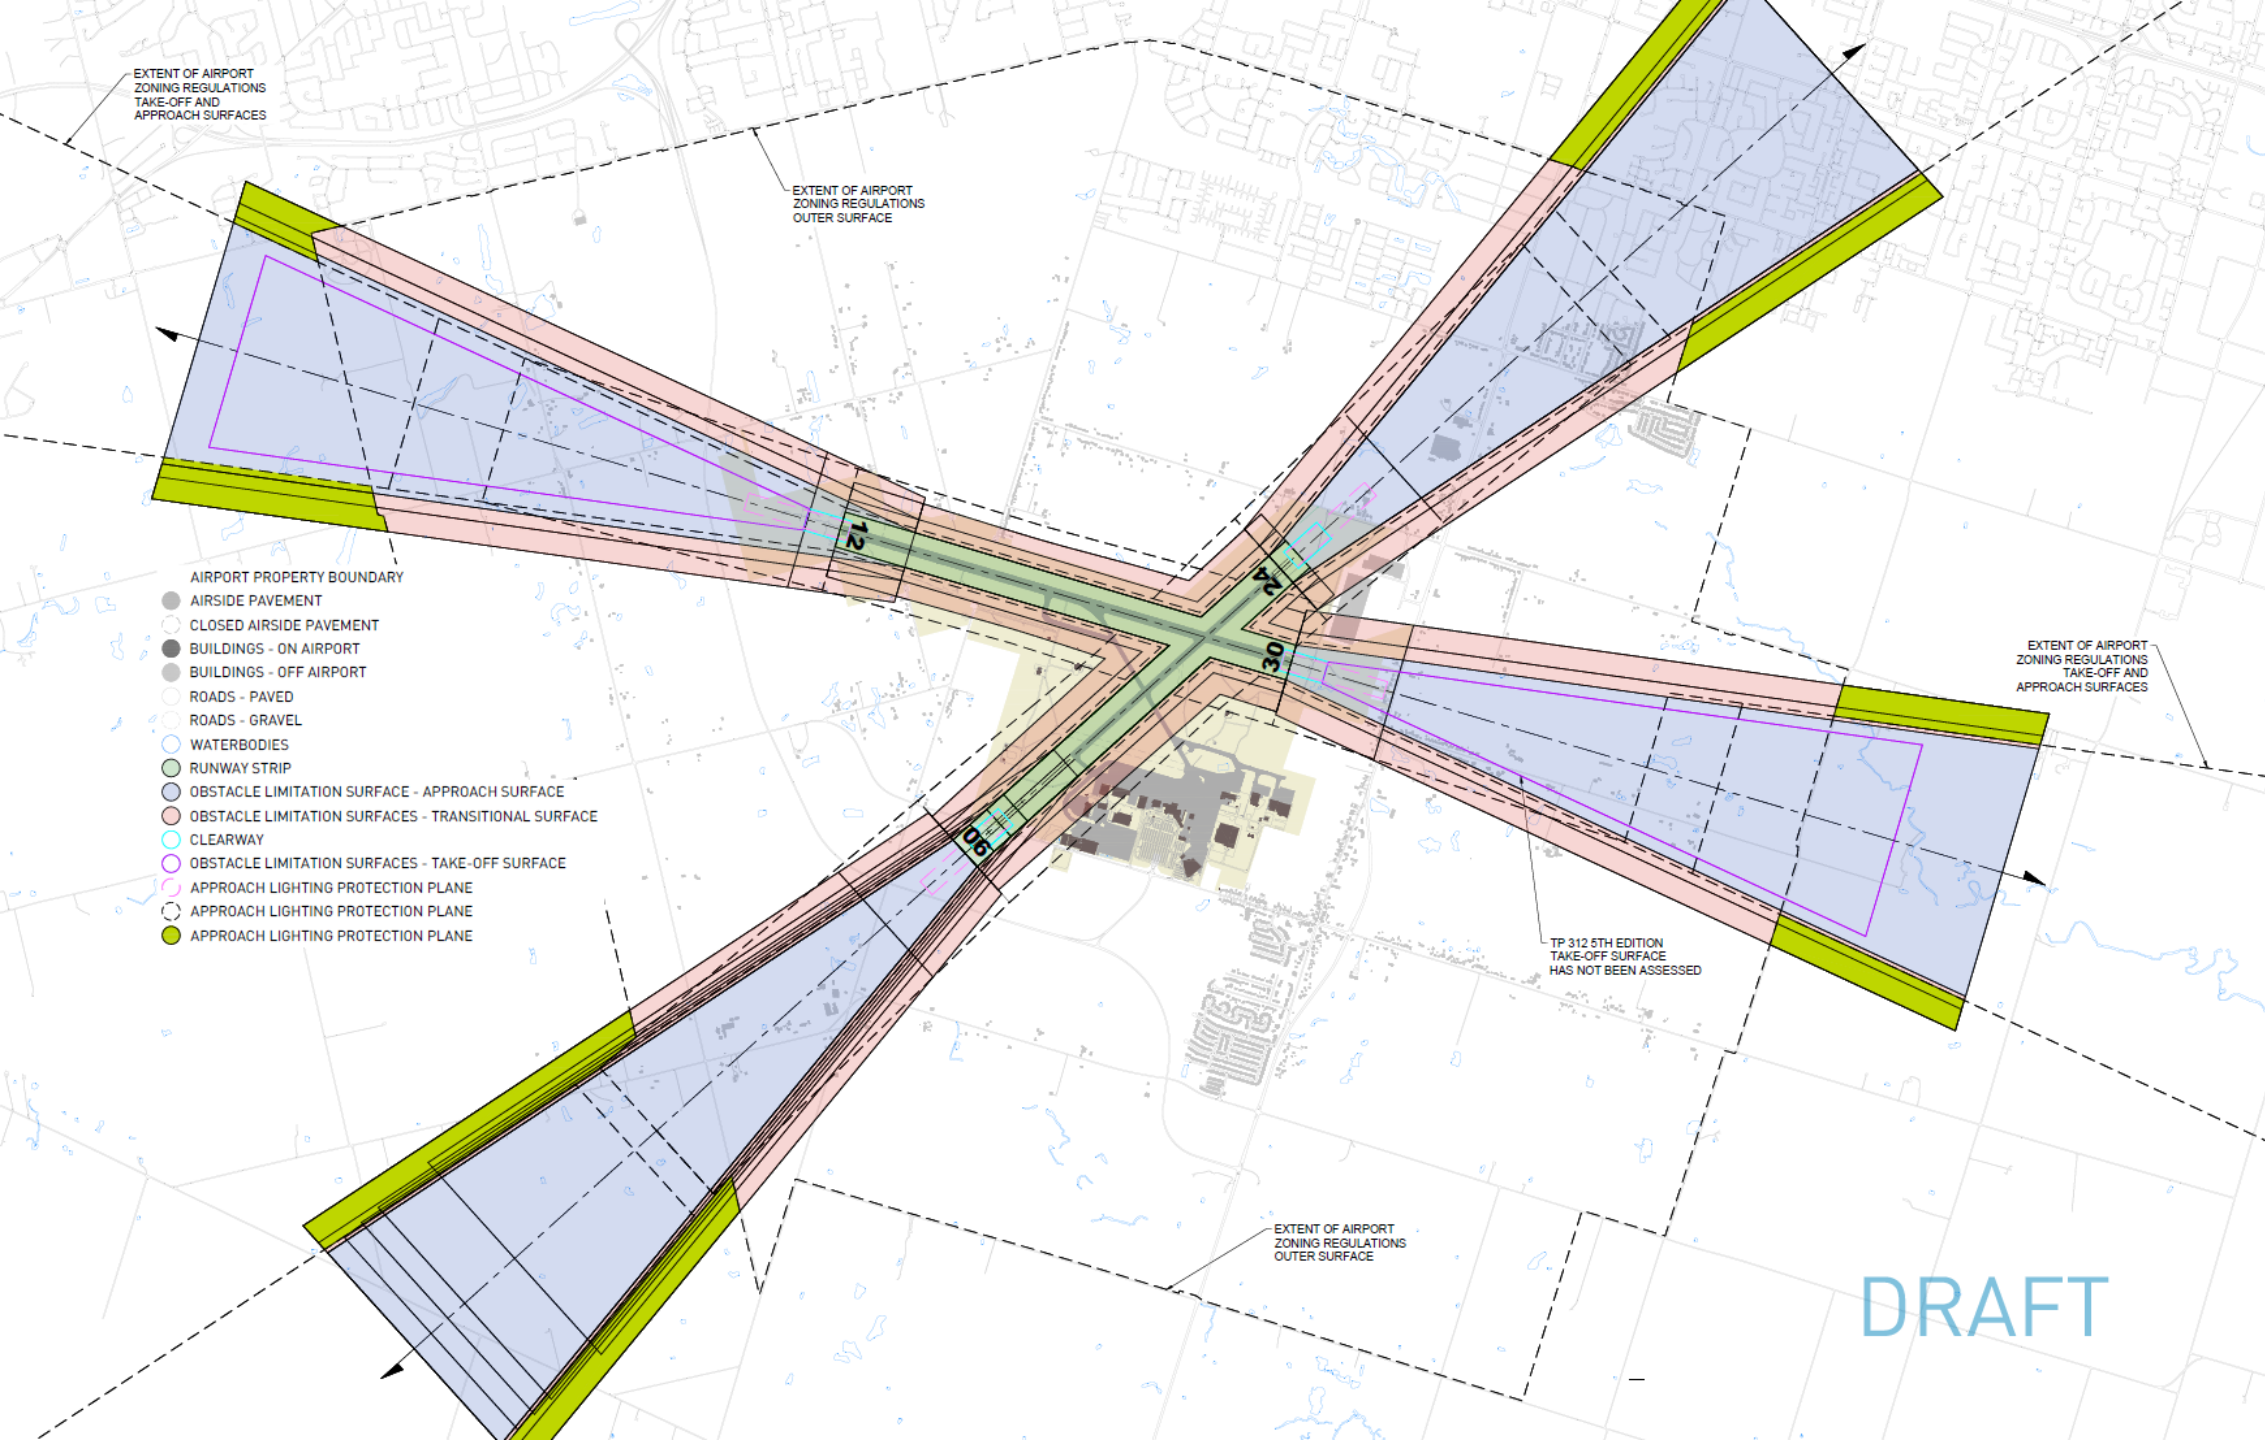 EXTENT OF AIRPORT
ZONING REGULATIONS
TAKE-OFF AND
APPROACH SURFACES
EXTENT OF AIRPORT
ZONING REGULATIONS
OUTER SURFACE
12
24
30
06
AIRPORT PROPERTY BOUNDARY
AIRSIDE PAVEMENT
CLOSED AIRSIDE PAVEMENT
BUILDINGS - ON AIRPORT
BUILDINGS - OFF AIRPORT
ROADS - PAVED
ROADS - GRAVEL
WATERBODIES
RUNWAY STRIP
OBSTACLE LIMITATION SURFACE - APPROACH SURFACE
OBSTACLE LIMITATION SURFACES - TRANSITIONAL SURFACE
CLEARWAY
OBSTACLE LIMITATION SURFACES - TAKE-OFF SURFACE
APPROACH LIGHTING PROTECTION PLANE
APPROACH LIGHTING PROTECTION PLANE
APPROACH LIGHTING PROTECTION PLANE
EXTENT OF AIRPORT
ZONING REGULATIONS
TAKE-OFF AND
APPROACH SURFACES
TP 312 5TH EDITION
TAKE-OFF SURFACE
HAS NOT BEEN ASSESSED
EXTENT OF AIRPORT
ZONING REGULATIONS
OUTER SURFACE
DRAFT